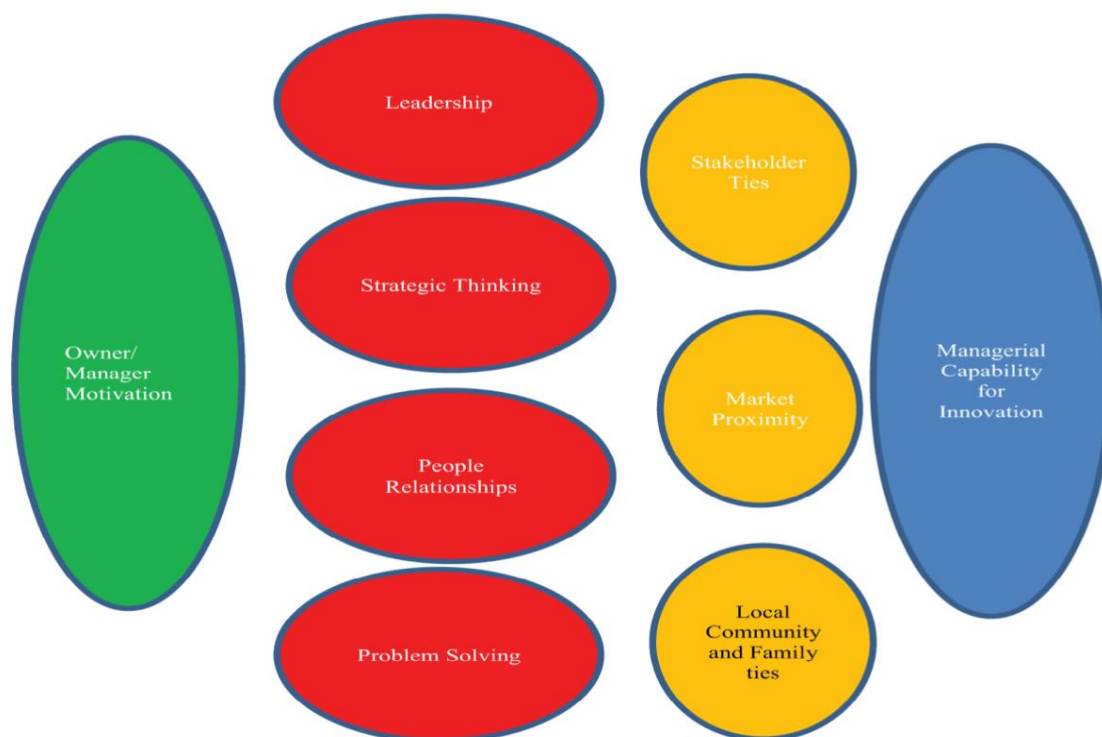 Owner/
Manager
Motivation
Leadership
Strategic Thinking
People
Relationships
Problem Solving
Stakeholder
Ties
Market
Proximity
Local
Community
and Family
ties
Managerial
Capability
for
Innovation